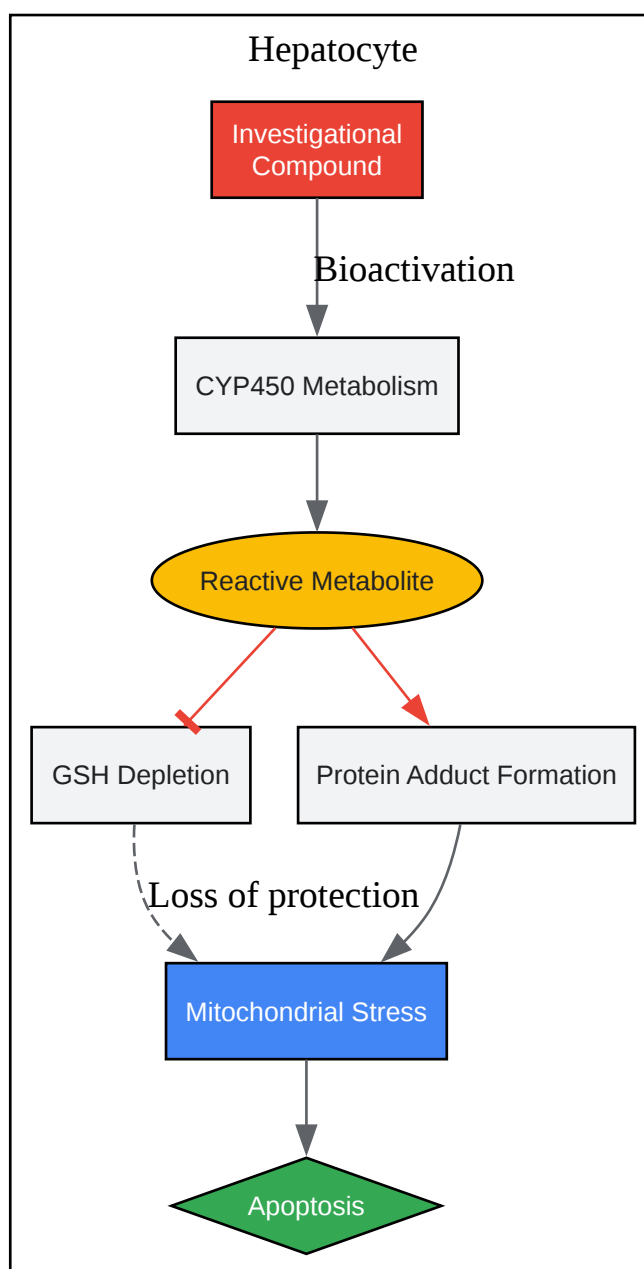 Hepatocyte
Investigational
Compound
Bioactivation
CYP450 Metabolism
Reactive Metabolite
GSH Depletion
Protein Adduct Formation
Loss of protection
Mitochondrial Stress
Apoptosis